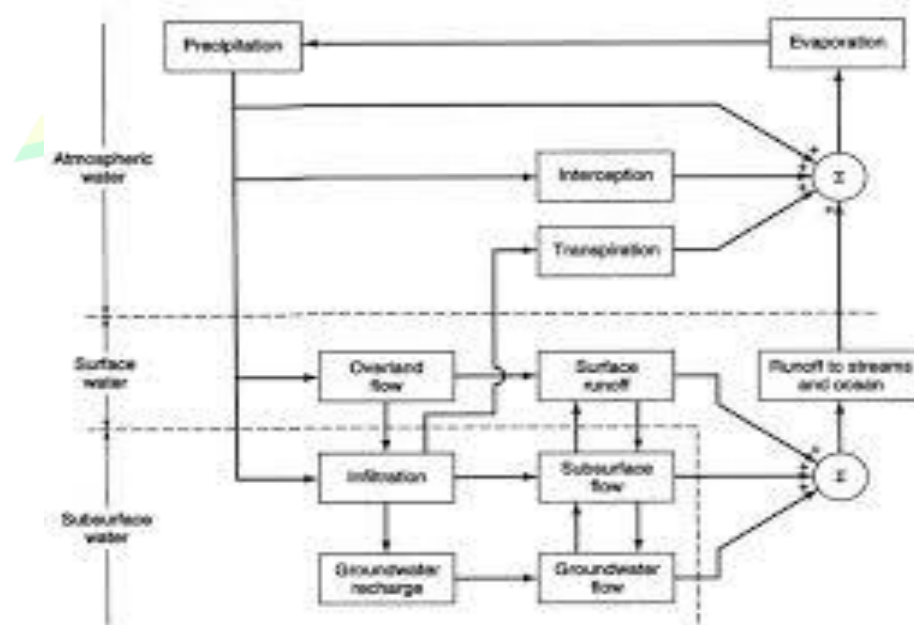 Precipitation
Evaporation
Atmospheric
water
Interception
Σ
Transpiration
Surface
water
Overland
flow
Surface
runoff
Runoff to streams
and ocean
Infiltration
Subsurface
flow
Σ
Subsurface
water
Groundwater
recharge
Groundwater
flow